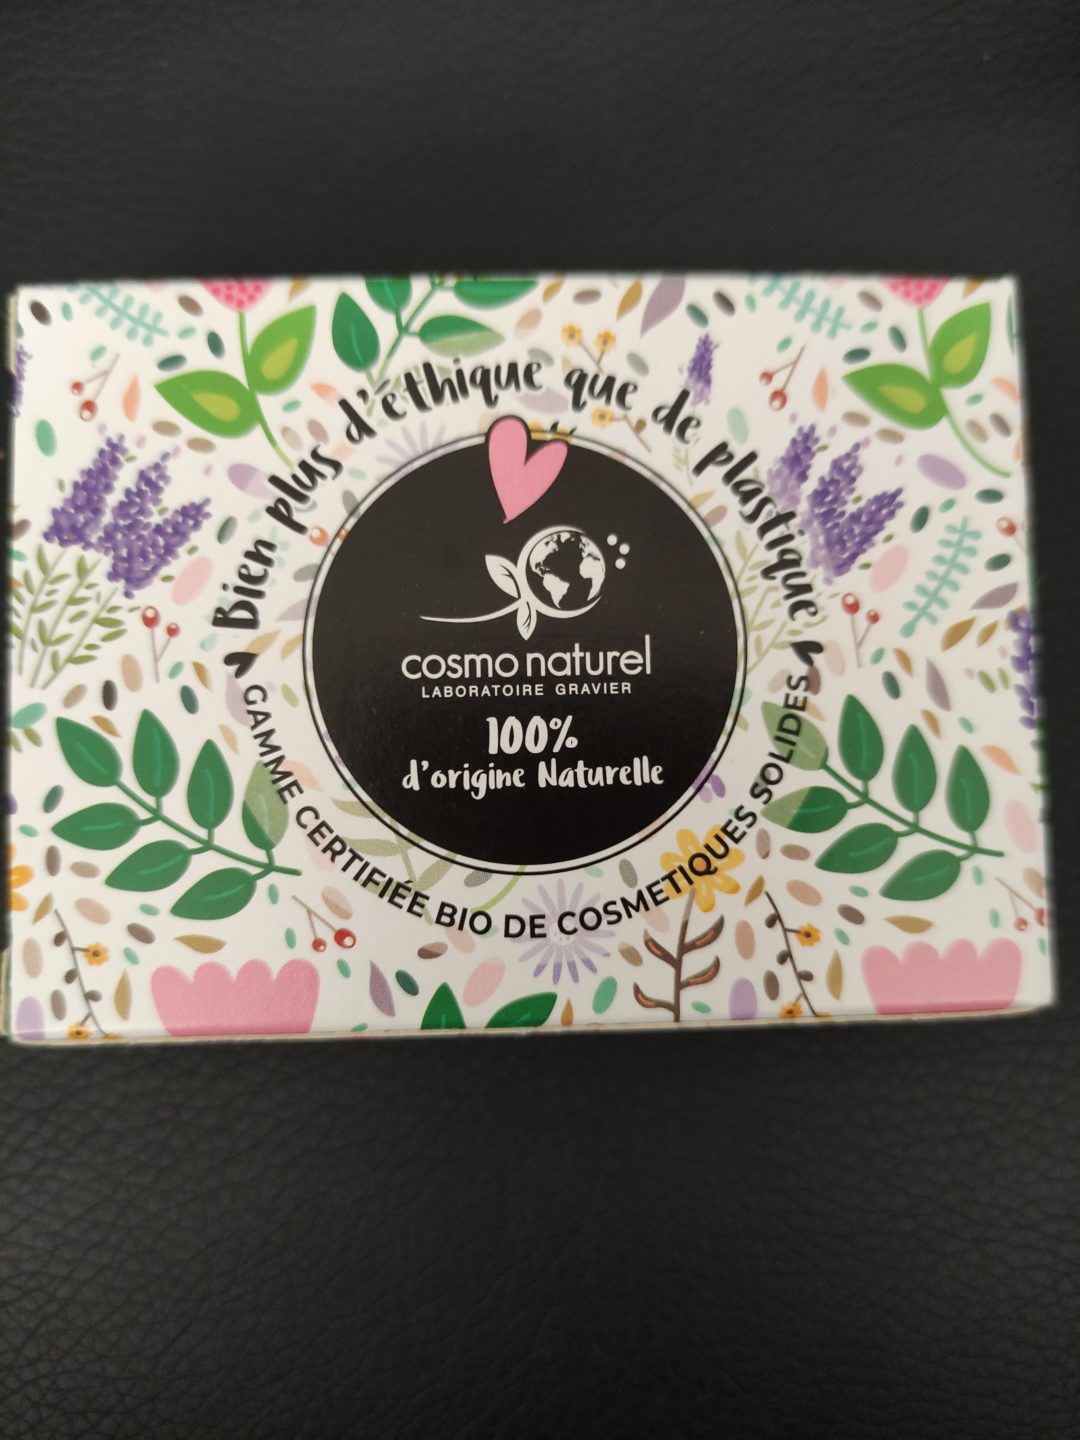 Bien plus d'éthique que de plastique
cosmo naturel
LABORATOIRE GRAVIER
100%
d'origine Naturelle
GAMME CERTIFIÉE BIO DE COSMETIQUES SOLIDES